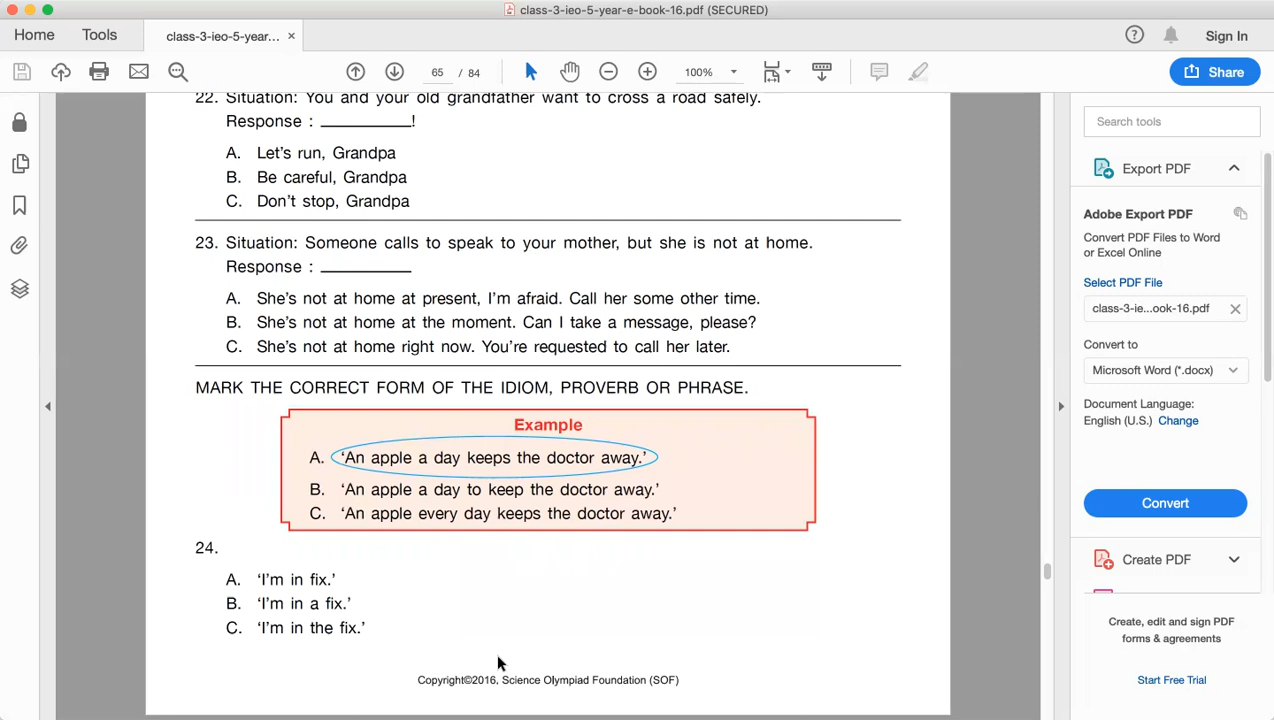 class-3-ieo-5-year-e-book-16.pdf (SECURED)
Home Tools class-3-ieo-5-year... × ? Sign In
65 / 84 100% Share
22. Situation: You and your old grandfather want to cross a road safely.
Response : __________!
A. Let's run, Grandpa
B. Be careful, Grandpa
C. Don't stop, Grandpa
23. Situation: Someone calls to speak to your mother, but she is not at home.
Response : __________
A. She's not at home at present, I'm afraid. Call her some other time.
B. She's not at home at the moment. Can I take a message, please?
C. She's not at home right now. You're requested to call her later.
MARK THE CORRECT FORM OF THE IDIOM, PROVERB OR PHRASE.
Example
A. 'An apple a day keeps the doctor away.'
B. 'An apple a day to keep the doctor away.'
C. 'An apple every day keeps the doctor away.'
24.
A. 'I'm in fix.'
B. 'I'm in a fix.'
C. 'I'm in the fix.'
Copyright©2016, Science Olympiad Foundation (SOF)
Search tools
Export PDF
Adobe Export PDF
Convert PDF Files to Word
or Excel Online
Select PDF File
class-3-ie...ook-16.pdf
Convert to
Microsoft Word (*.docx)
Document Language:
English (U.S.) Change
Convert
Create PDF
Create, edit and sign PDF
forms & agreements
Start Free Trial